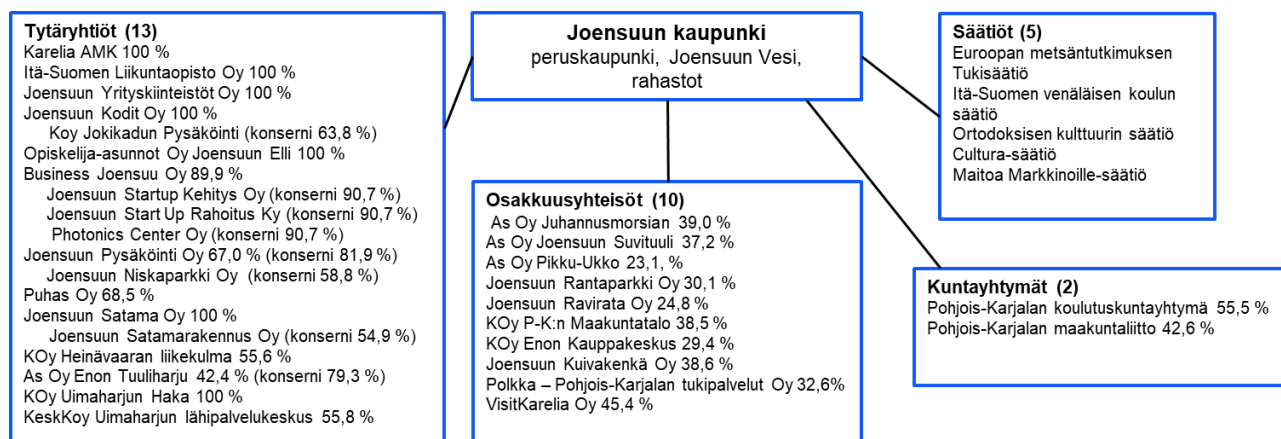 Tytäryhtiöt (13)
Karelia AMK 100 %
Itä-Suomen Liikuntaopisto Oy 100 %
Joensuun Yrityskiinteistöt Oy 100 %
Joensuun Kodit Oy 100 %
Koy Jokikadun Pysäköinti (konserni 63,8 %)
Opiskelija-asunnot Oy Joensuun Elli 100 %
Business Joensuu Oy 89,9 %
Joensuun Startup Kehitys Oy (konserni 90,7 %)
Joensuun Start Up Rahoitus Ky (konserni 90,7 %)
Photonics Center Oy (konserni 90,7 %)
Joensuun Pysäköinti Oy 67,0 % (konserni 81,9 %)
Joensuun Niskaparkki Oy (konserni 58,8 %)
Puhas Oy 68,5 %
Joensuun Satama Oy 100 %
Joensuun Satamarakennus Oy (konserni 54,9 %)
KOy Heinävaaran liikekulma 55,6 %
As Oy Enon Tuuliharju 42,4 % (konserni 79,3 %)
KOy Uimaharjun Haka 100 %
KeskKoy Uimaharjun lähipalvelukeskus 55,8 %
Joensuun kaupunki
peruskaupunki, Joensuun Vesi,
rahastot
Osakkuusyhteisöt (10)
As Oy Juhannusmorsian 39,0 %
As Oy Joensuun Suvituuli 37,2 %
As Oy Pikku-Ukko 23,1, %
Joensuun Rantaparkki Oy 30,1 %
Joensuun Ravirata Oy 24,8 %
KOy P-K:n Maakuntatalo 38,5 %
KOy Enon Kauppakeskus 29,4 %
Joensuun Kuivakenkä Oy 38,6 %
Polkka – Pohjois-Karjalan tukipalvelut Oy 32,6%
VisitKarelia Oy 45,4 %
Säätiöt (5)
Euroopan metsäntutkimuksen
Tukisäätiö
Itä-Suomen venäläisen koulun
säätiö
Ortodoksisen kulttuurin säätiö
Cultura-säätiö
Maitoa Markkinoille-säätiö
Kuntayhtymät (2)
Pohjois-Karjalan koulutuskuntayhtymä 55,5 %
Pohjois-Karjalan maakuntaliitto 42,6 %